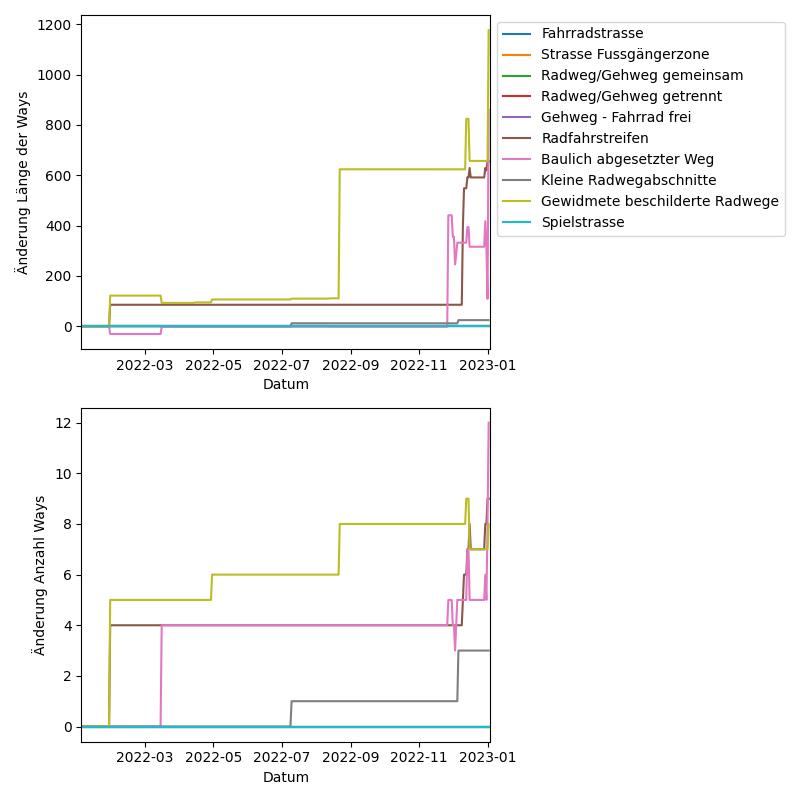 1200
1000
800
600
400
200
0
Änderung Länge der Ways
2022-03 2022-05 2022-07 2022-09 2022-11 2023-01
Datum
Fahrradstrasse
Strasse Fussgängerzone
Radweg/Gehweg gemeinsam
Radweg/Gehweg getrennt
Gehweg - Fahrrad frei
Radfahrstreifen
Baulich abgesetzter Weg
Kleine Radwegabschnitte
Gewidmete beschilderte Radwege
Spielstrasse
12
10
8
6
4
2
0
Änderung Anzahl Ways
2022-03 2022-05 2022-07 2022-09 2022-11 2023-01
Datum